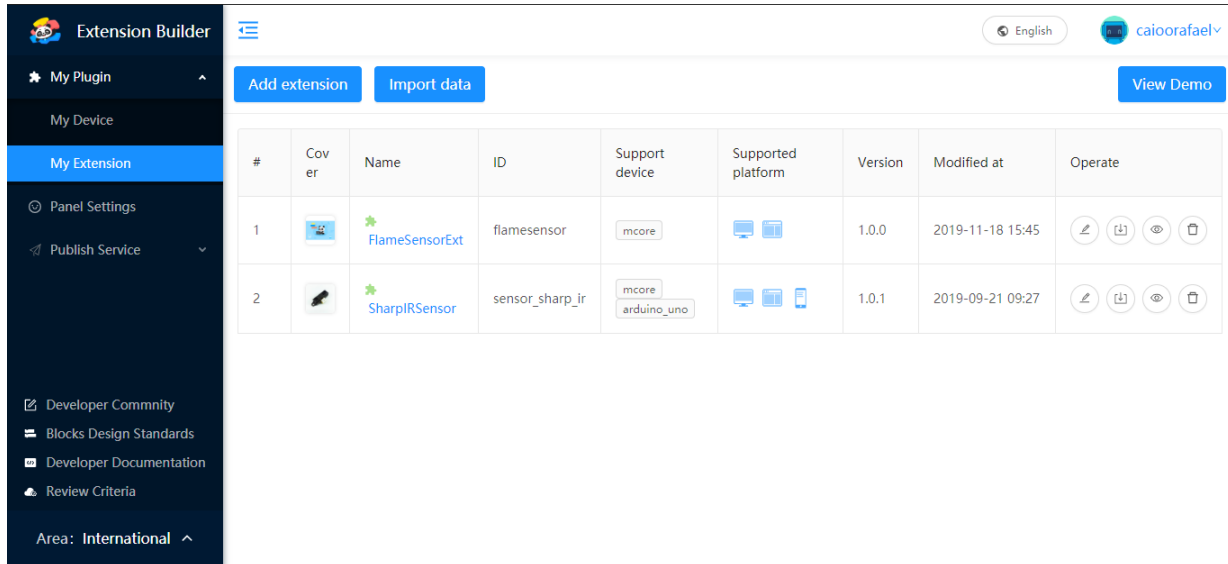 Extension Builder
English
caioorafael
My Plugin
Add extension
Import data
View Demo
My Device
My Extension
Panel Settings
Publish Service
# Cov Name ID Support Supported Version Modified at Operate
er device platform
1 FlameSensorExt flamesensor mcore 1.0.0 2019-11-18 15:45
2 SharpIRSensor sensor_sharp_ir mcore 1.0.1 2019-09-21 09:27
arduino_uno
Developer Commnity
Blocks Design Standards
Developer Documentation
Review Criteria
Area: International